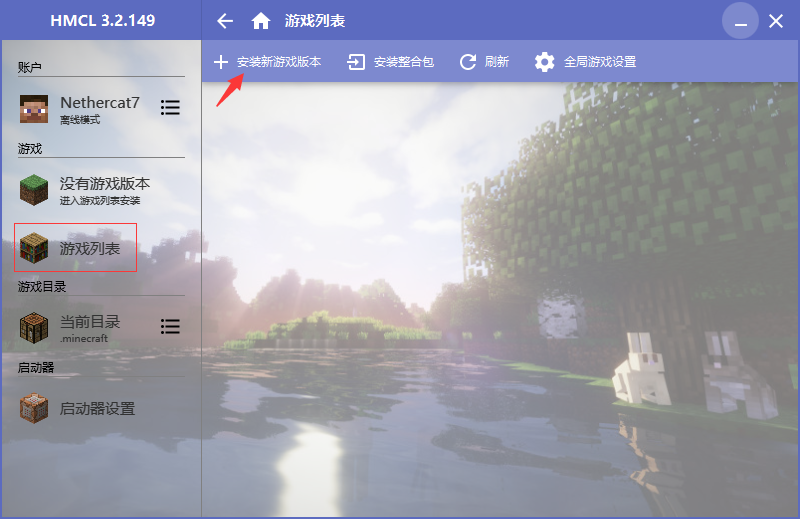 HMCL 3.2.149
游戏列表
安装新游戏版本
安装整合包
刷新
全局游戏设置
账户
Nethercat7
离线模式
游戏
没有游戏版本
进入游戏列表安装
游戏列表
游戏目录
当前目录
.minecraft
启动器
启动器设置